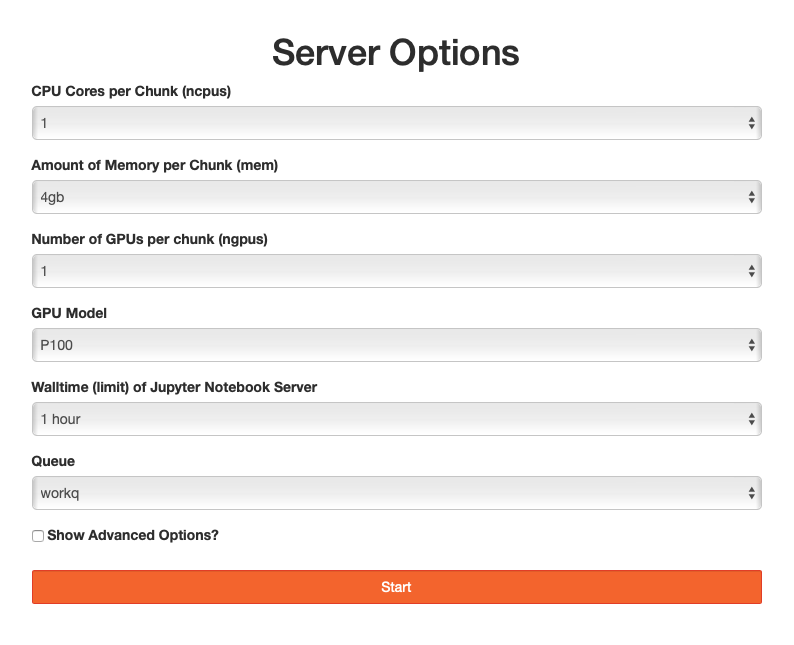 Server Options
CPU Cores per Chunk (ncpus)
1
Amount of Memory per Chunk (mem)
4gb
Number of GPUs per chunk (ngpus)
1
GPU Model
P100
Walltime (limit) of Jupyter Notebook Server
1 hour
Queue
workq
Show Advanced Options?
Start